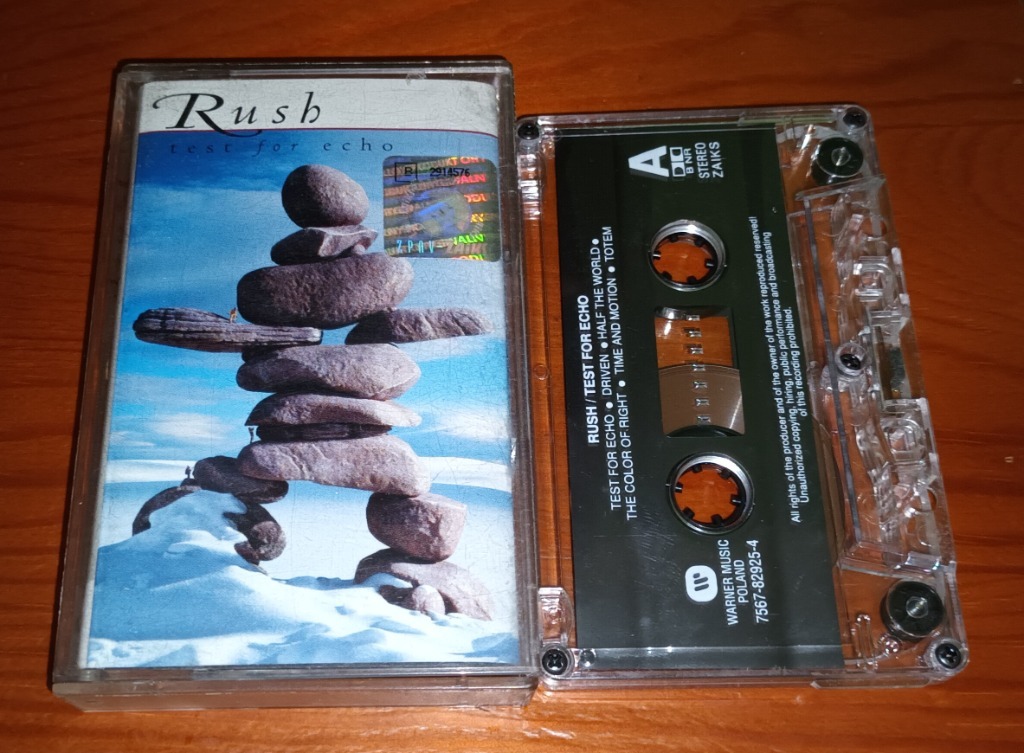 Rush
test for echo
B 2914576
ZPAV
A
B NR
STEREO
ZAIKS
RUSH / TEST FOR ECHO
TEST FOR ECHO ● DRIVEN ● HALF THE WORLD ●
THE COLOR OF RIGHT ● TIME AND MOTION ● TOTEM
WARNER MUSIC
POLAND
7567-82925-4
All rights of the producer and of the owner of the work reproduced reserved!
Unauthorized copying, hiring, public performance and broadcasting
of this recording prohibited.